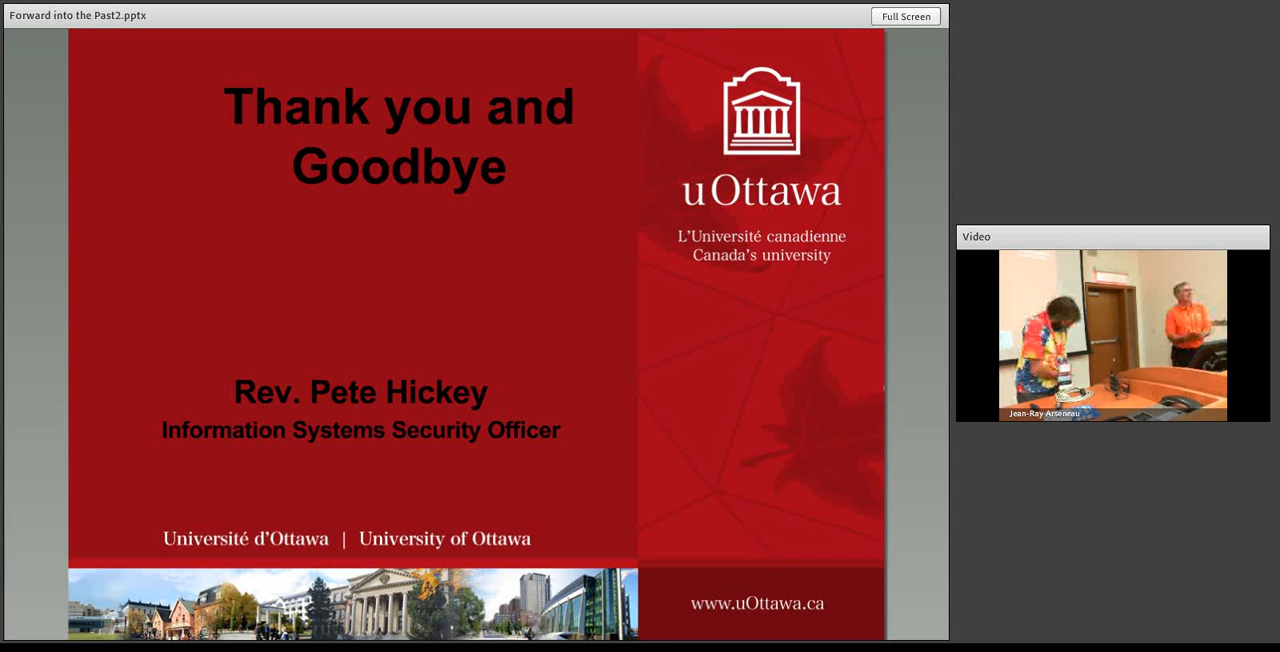 Forward into the Past2.pptx
Full Screen
Thank you and
Goodbye
Rev. Pete Hickey
Information Systems Security Officer
Université d'Ottawa | University of Ottawa
uOttawa
L'Université canadienne
Canada's university
www.uOttawa.ca
Video
Jean-Ray Arseneau